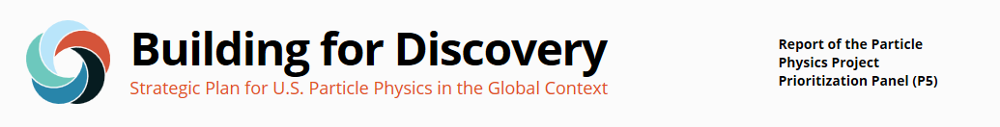 Building for Discovery
Strategic Plan for U.S. Particle Physics in the Global Context
Report of the Particle
Physics Project
Prioritization Panel (P5)